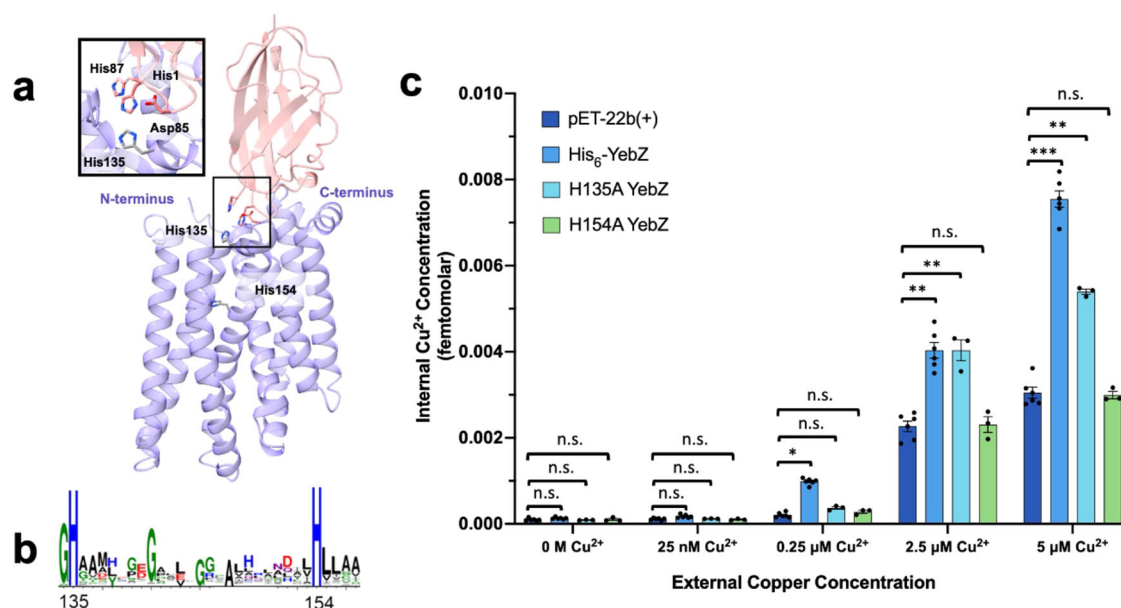 a
His87
His1
Asp85
His135
N-terminus
C-terminus
His135
His154
b
135
154
c
pET-22b(+)
His₆-YebZ
H135A YebZ
H154A YebZ
Internal Cu²⁺ Concentration
(femtomolar)
0.010
0.008
0.006
0.004
0.002
0.000
n.s.
n.s.
n.s.
n.s.
n.s.
n.s.
n.s.
n.s.
*
n.s.
**
**
n.s.
**
***
0 M Cu²⁺
25 nM Cu²⁺
0.25 µM Cu²⁺
2.5 µM Cu²⁺
5 µM Cu²⁺
External Copper Concentration